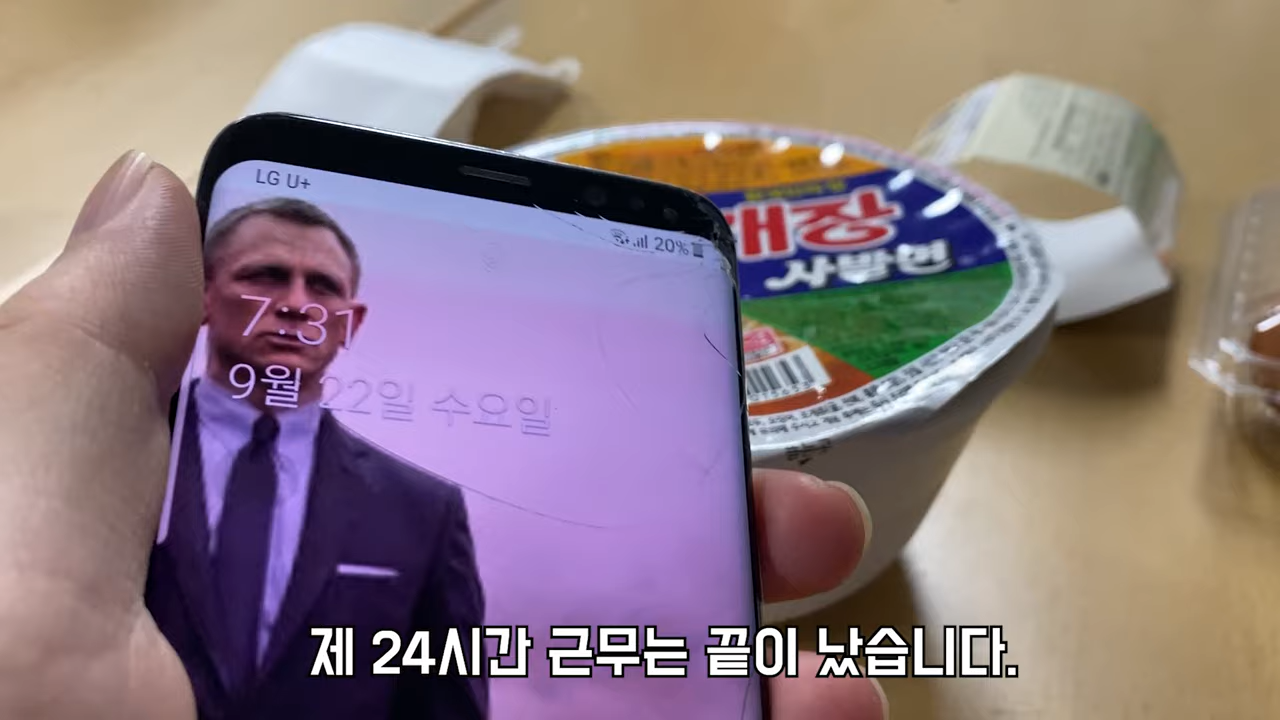 LG U+
20%
7:31
9월 22일 수요일
장
사발면
제 24시간 근무는 끝이 났습니다.